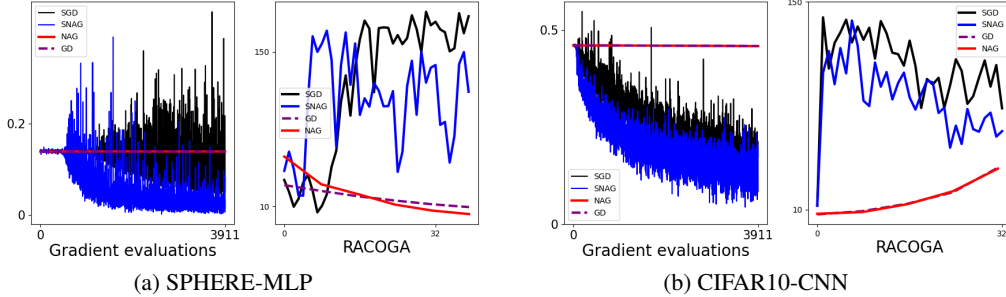 SGD
SNAG
NAG
GD
0.2
0
0
3911
Gradient evaluations
150
10
SGD
SNAG
GD
NAG
0
32
RACOGA
(a) SPHERE-MLP
0.5
0
SGD
SNAG
NAG
GD
0
3911
Gradient evaluations
150
10
SGD
SNAG
GD
NAG
0
32
RACOGA
(b) CIFAR10-CNN